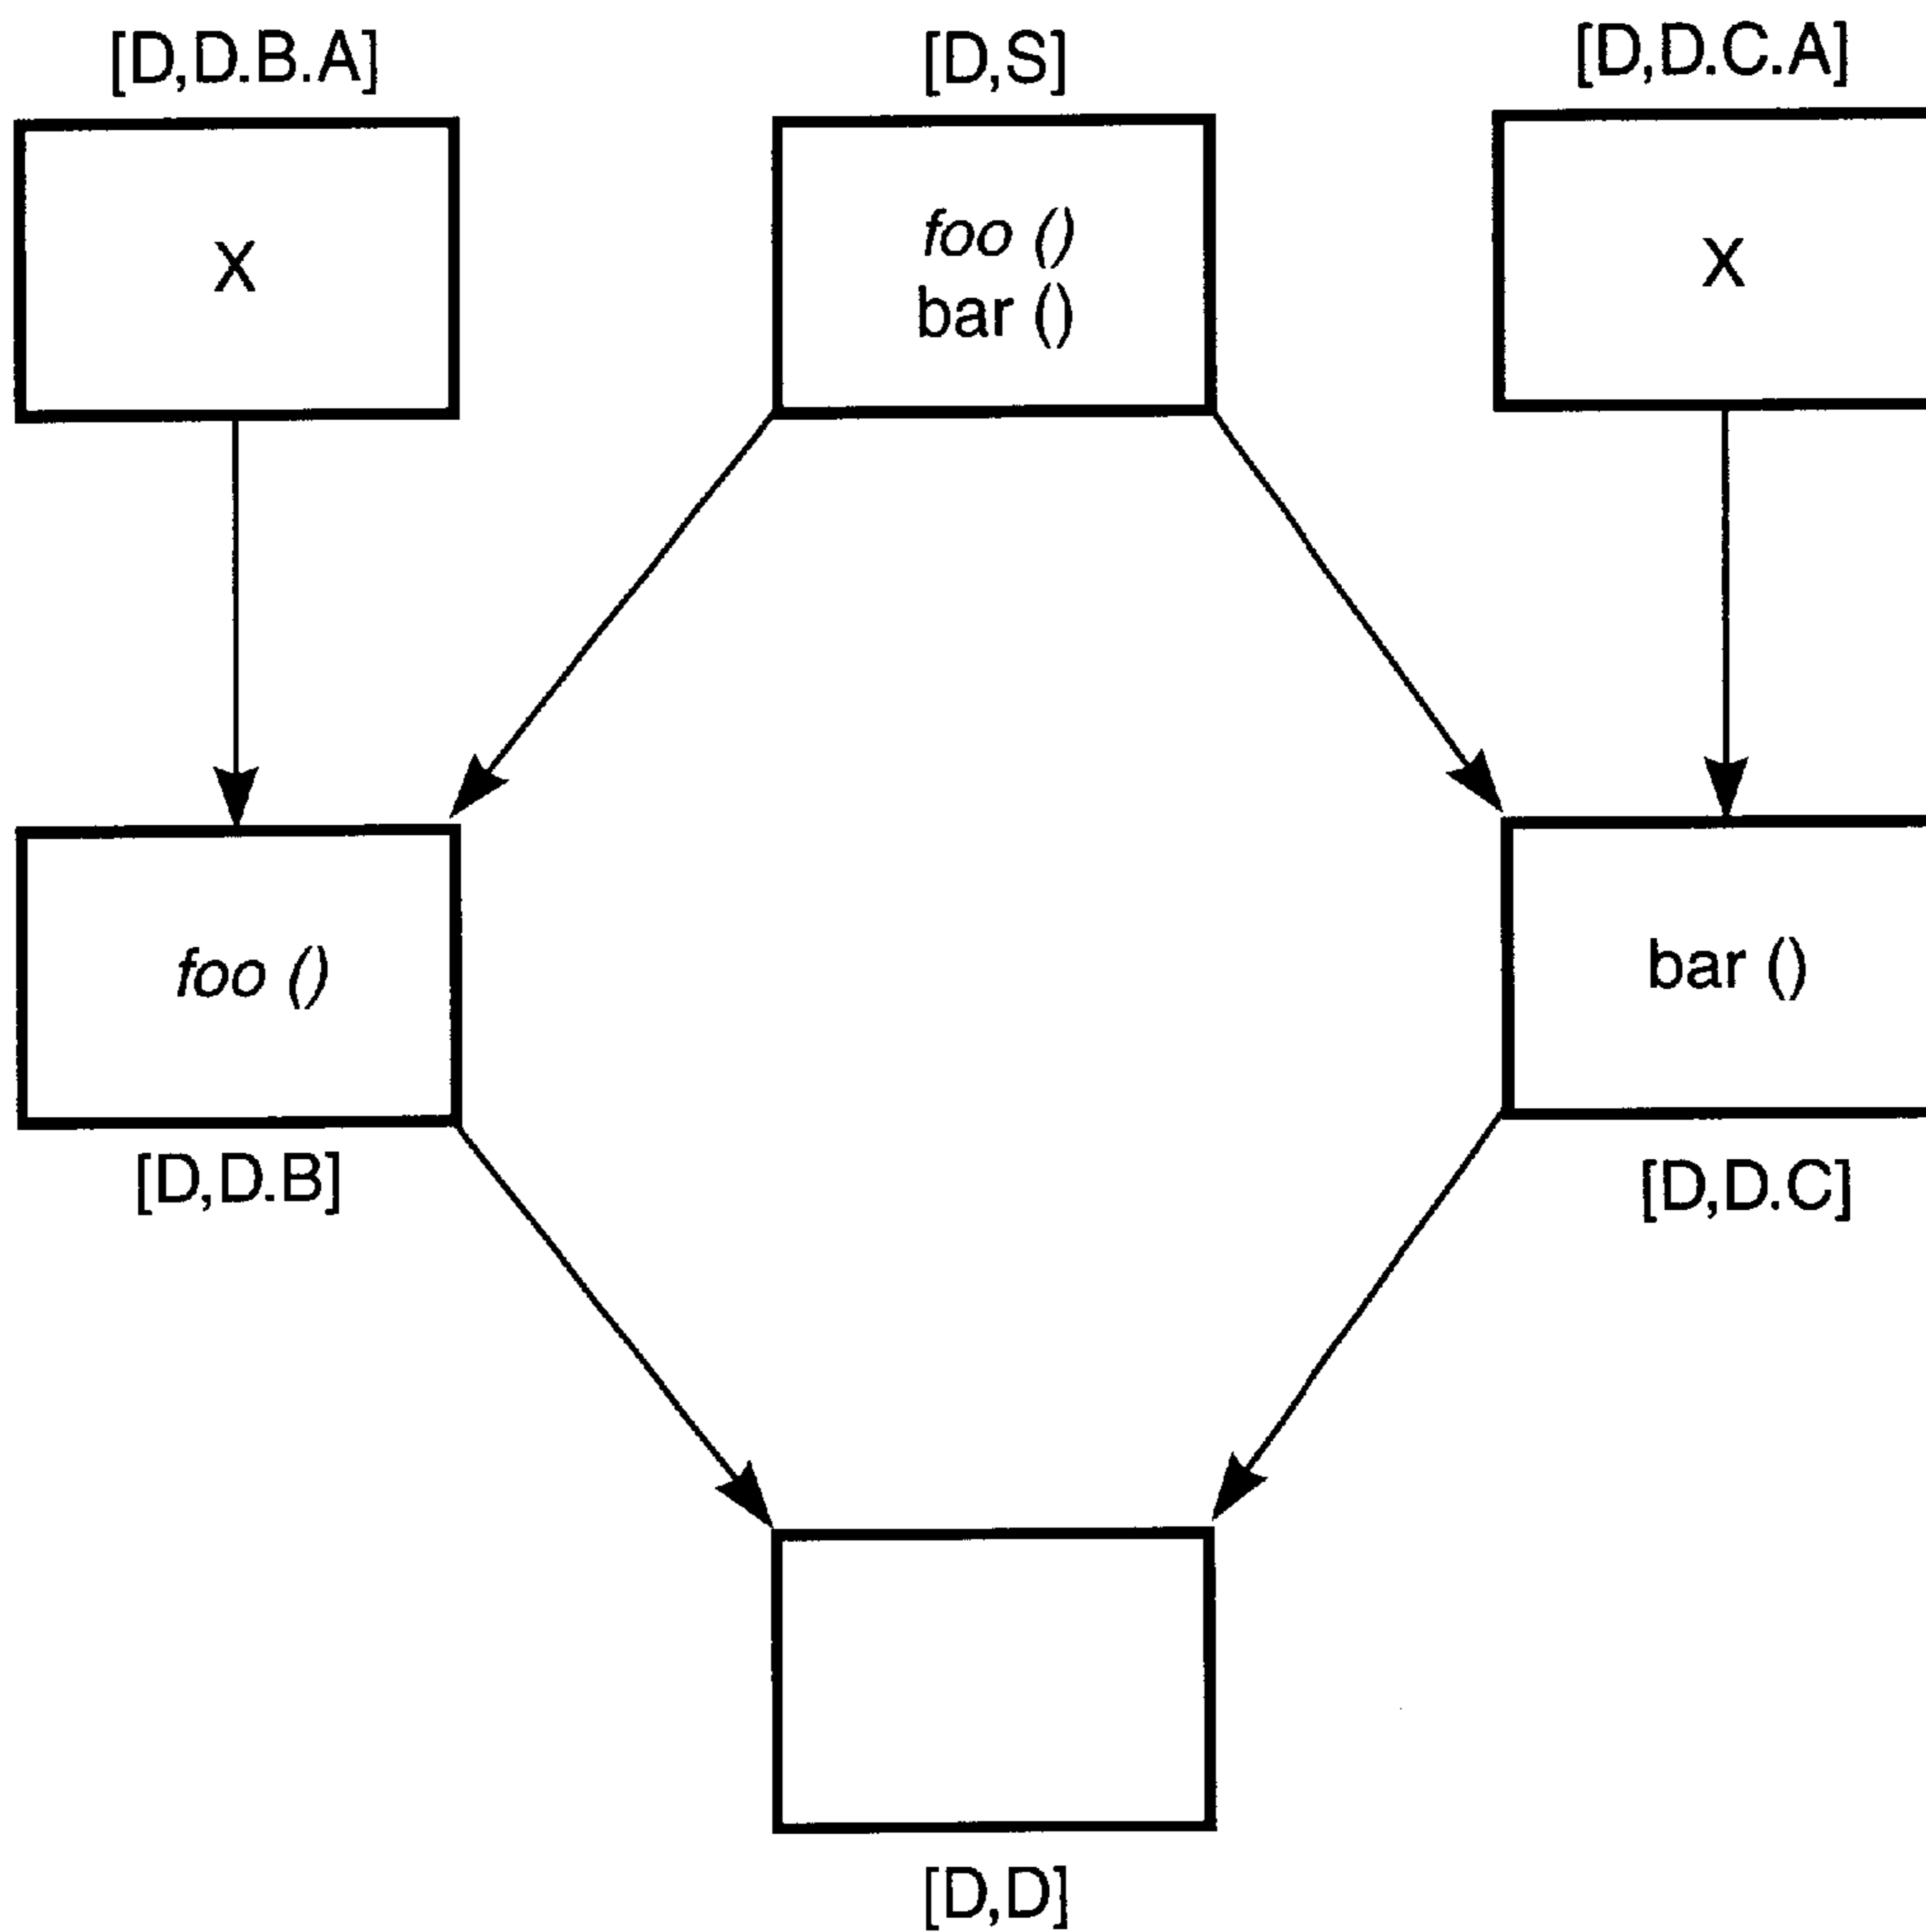 [D,D.B.A]
[D,S]
[D,D.C.A]
x
foo ()
bar ()
x
foo ()
bar ()
[D,D.B]
[D,D.C]
[D,D]